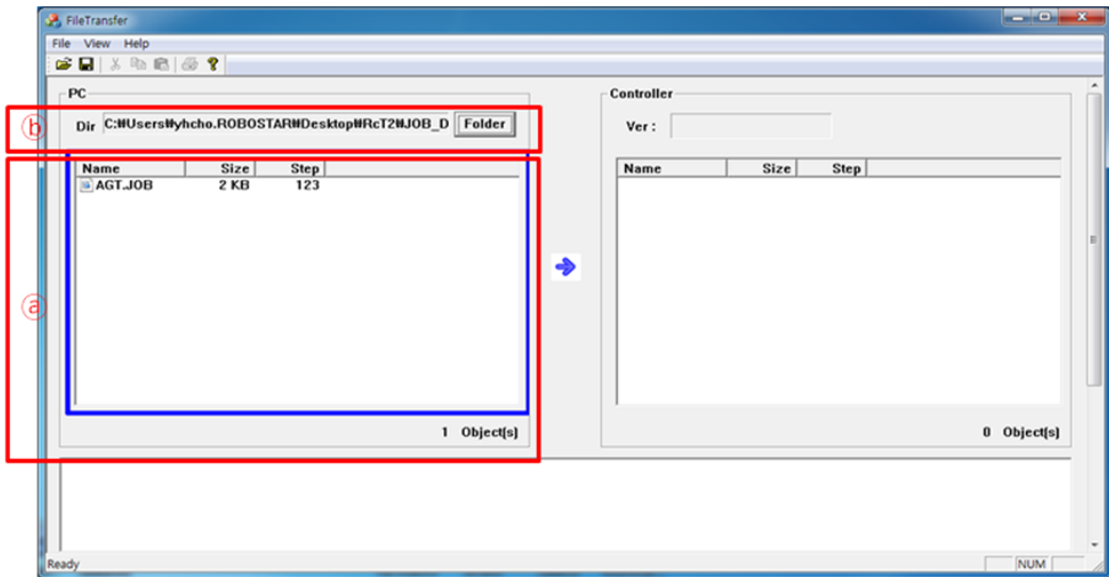 FileTransfer
File View Help
PC
ⓑ
Dir C:₩Users₩yhcho.ROBOSTAR₩Desktop₩RcT2₩JOB_D Folder
Name Size Step
AGT.JOB 2 KB 123
ⓐ
1 Object(s)
Controller
Ver :
Name Size Step
0 Object(s)
Ready
NUM